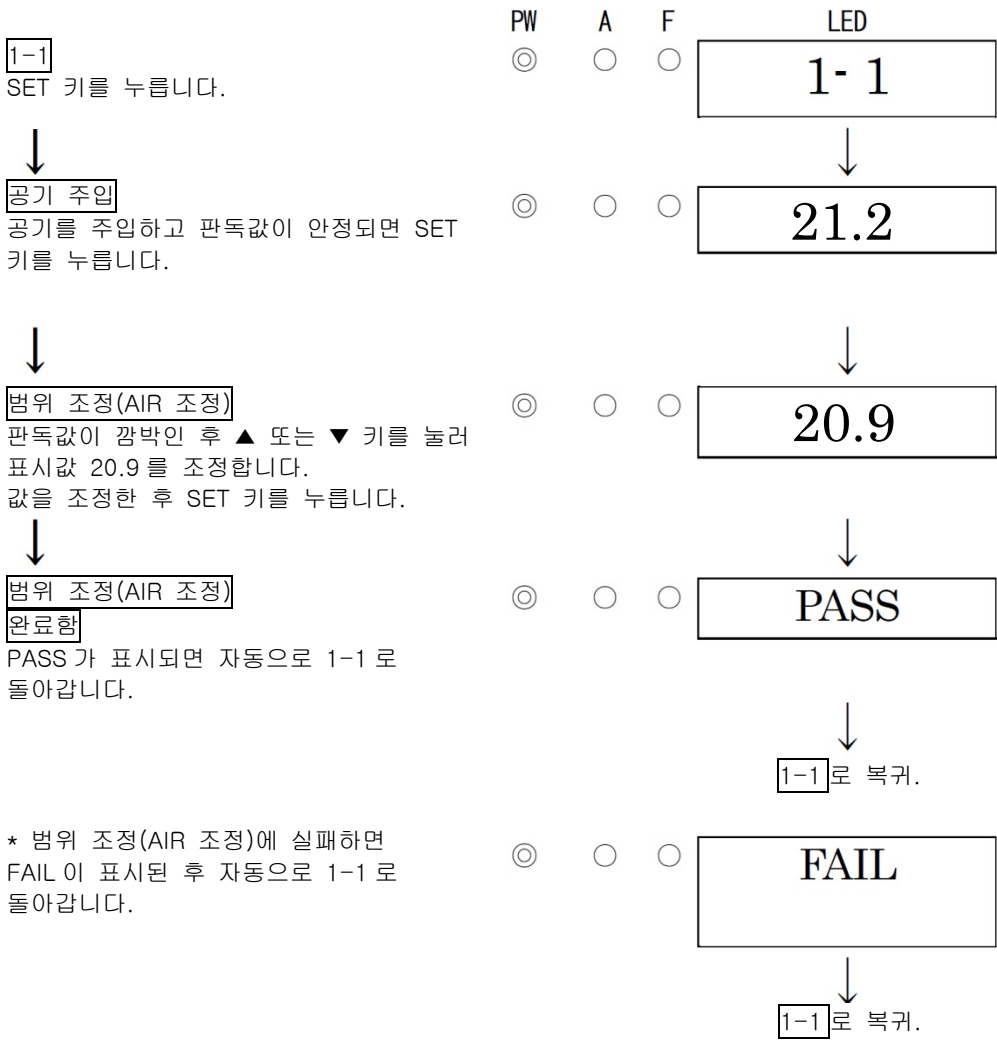 PW A F LED
1-1
SET 키를 누릅니다.
1- 1
↓ ↓
공기 주입
공기를 주입하고 판독값이 안정되면 SET
키를 누릅니다.
21.2
↓ ↓
범위 조정(AIR 조정)
판독값이 깜박인 후 ▲ 또는 ▼ 키를 눌러
표시값 20.9 를 조정합니다.
값을 조정한 후 SET 키를 누릅니다.
20.9
↓ ↓
범위 조정(AIR 조정)
완료함
PASS 가 표시되면 자동으로 1-1 로
돌아갑니다.
PASS
↓
1-1 로 복귀.
* 범위 조정(AIR 조정)에 실패하면
FAIL 이 표시된 후 자동으로 1-1 로
돌아갑니다.
FAIL
↓
1-1 로 복귀.